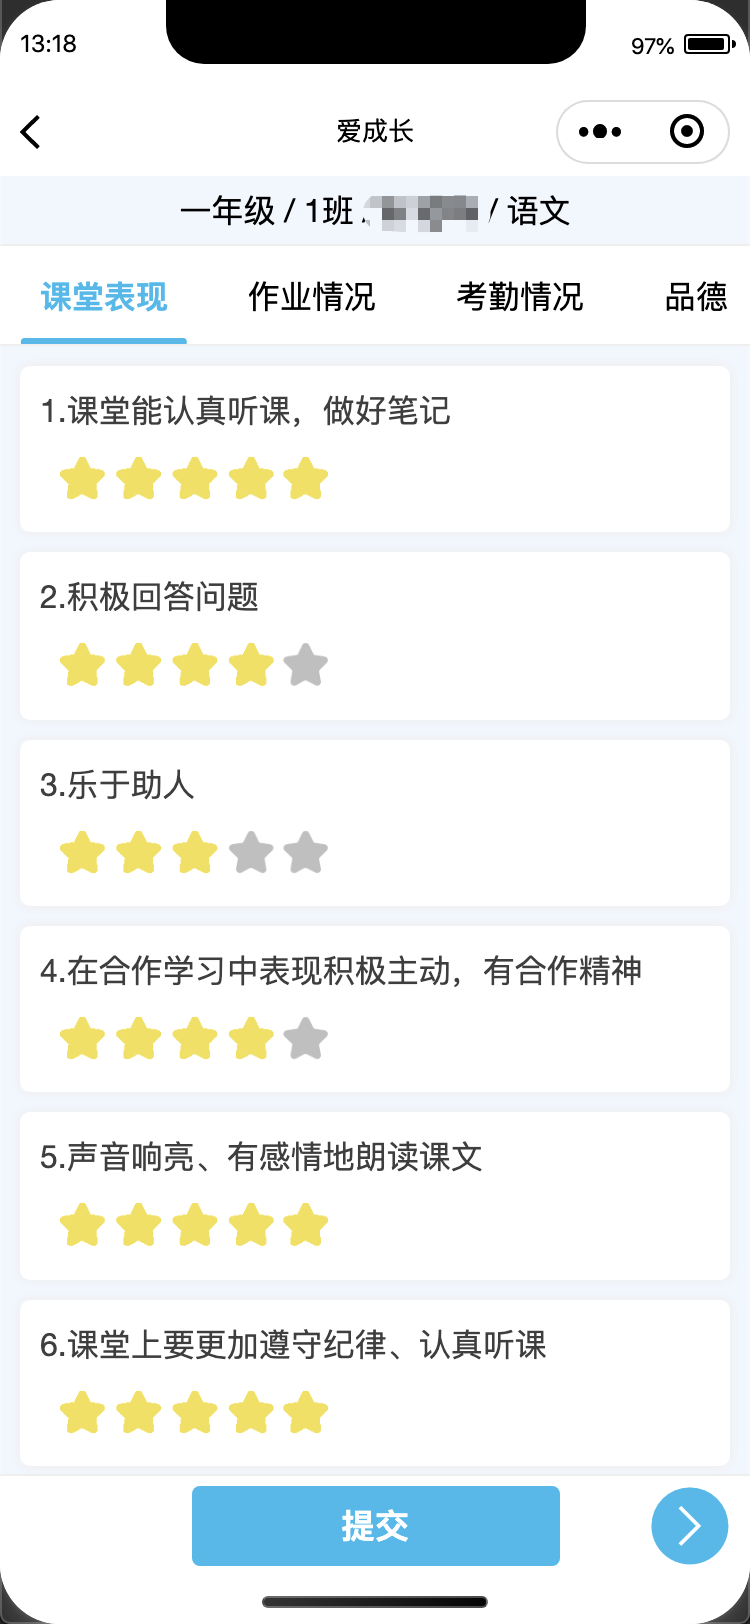 13:18
97%
爱成长
一年级 / 1班 / 语文
课堂表现
作业情况
考勤情况
品德
1.课堂能认真听课，做好笔记
2.积极回答问题
3.乐于助人
4.在合作学习中表现积极主动，有合作精神
5.声音响亮、有感情地朗读课文
6.课堂上要更加遵守纪律、认真听课
提交